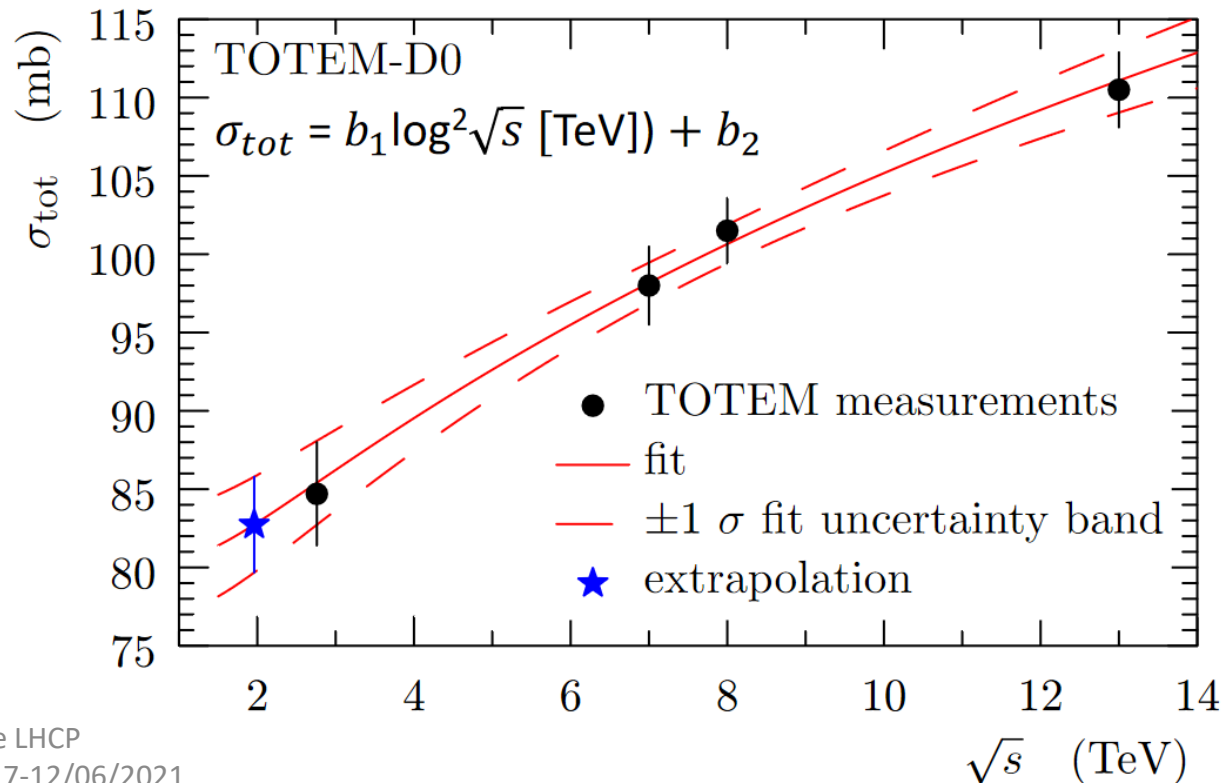 115
110
105
100
95
90
85
80
75
σtot (mb)
TOTEM-D0
σtot = b1log²√s [TeV]) + b2
TOTEM measurements
fit
±1 σ fit uncertainty band
extrapolation
2 4 6 8 10 12 14
√s (TeV)
e LHCP
7-12/06/2021